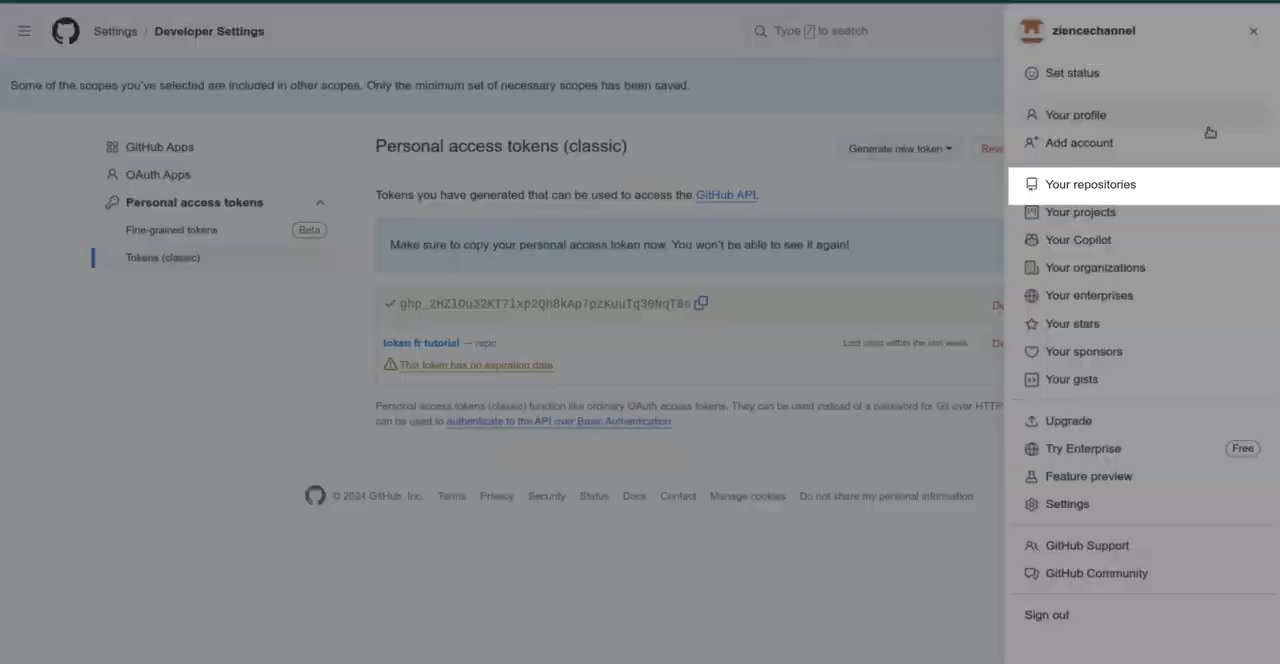 Settings / Developer Settings
Type / to search
ziencechannel
Some of the scopes you've selected are included in other scopes. Only the minimum set of necessary scopes has been saved.
Set status
Your profile
Add account
Your repositories
Your projects
Your Copilot
Your organizations
Your enterprises
Your stars
Your sponsors
Your gists
Upgrade
Try Enterprise Free
Feature preview
Settings
GitHub Support
GitHub Community
Sign out
GitHub Apps
OAuth Apps
Personal access tokens
Fine-grained tokens Beta
Tokens (classic)
Personal access tokens (classic)
Generate new token
Tokens you have generated that can be used to access the GitHub API.
Make sure to copy your personal access token now. You won't be able to see it again!
token fr tutorial — repo
Last used within the last week
This token has no expiration date.
Personal access tokens (classic) function like ordinary OAuth access tokens. They can be used instead of a password for Git over HTTP
can be used to authenticate to the API over Basic Authentication
© 2024 GitHub, Inc. Terms Privacy Security Status Docs Contact Manage cookies Do not share my personal information